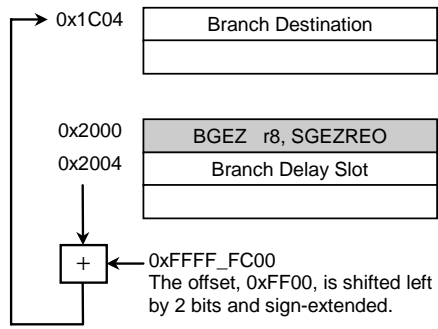 0x1C04 Branch Destination
0x2000 BGEZ r8, SGEZREO
0x2004 Branch Delay Slot
+
0xFFFF_FC00
The offset, 0xFF00, is shifted left
by 2 bits and sign-extended.